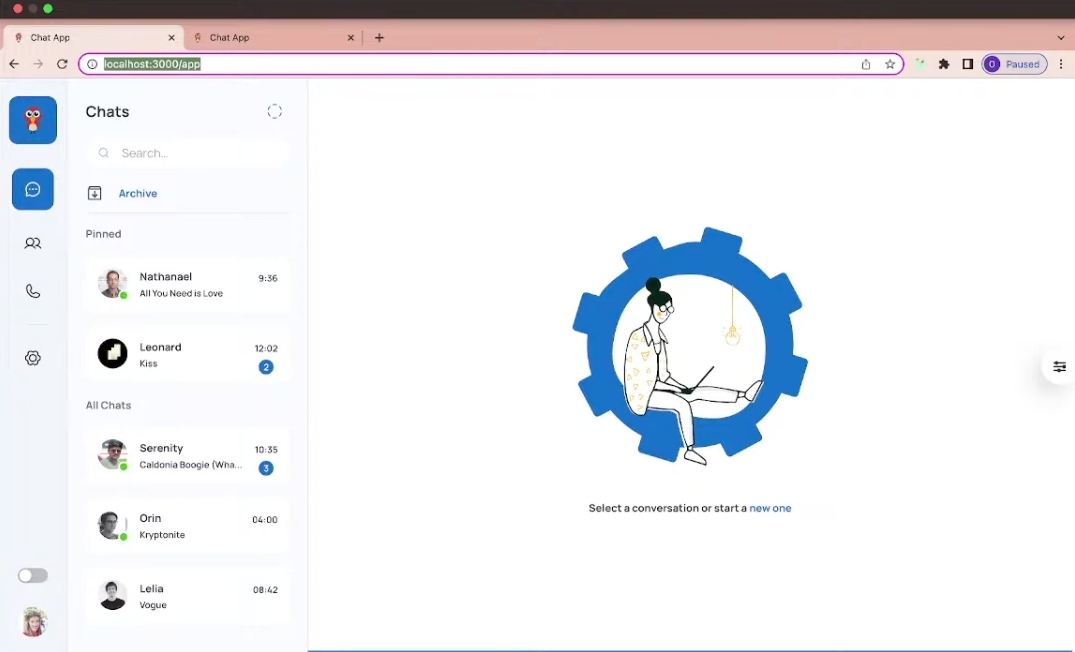 Chat App
Chat App
localhost:3000/app
0 Paused
Chats
Search...
Archive
Pinned
Nathanael 9:36
All You Need is Love
Leonard 12:02
Kiss 2
All Chats
Serenity 10:35
Caldonia Boogie (Wha... 3
Orin 04:00
Kryptonite
Lelia 08:42
Vogue
Select a conversation or start a new one